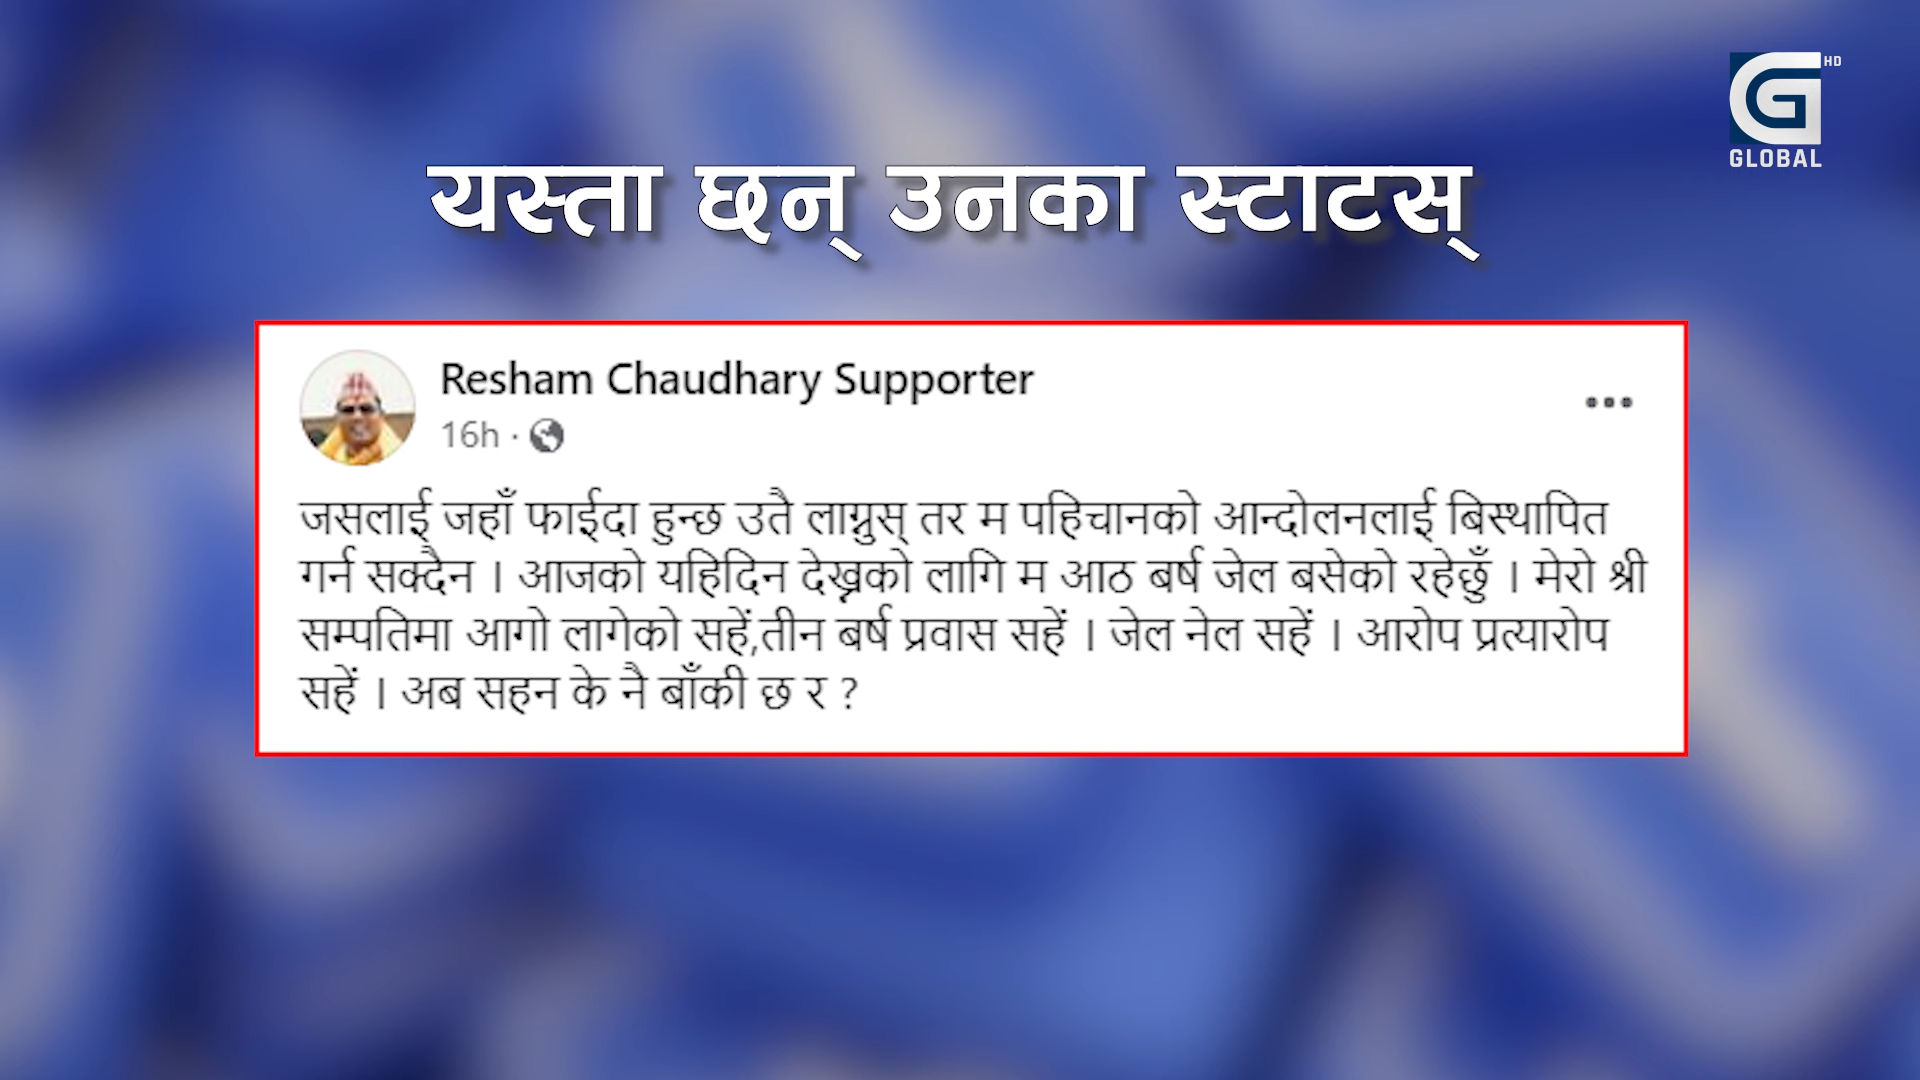 HD
GLOBAL
यस्ता छन् उनका स्टाटस्
Resham Chaudhary Supporter
16h ·
जसलाई जहाँ फाईदा हुन्छ उतै लाग्नुस् तर म पहिचानको आन्दोलनलाई बिस्थापित
गर्न सक्दैन । आजको यहिदिन देख्नको लागि म आठ बर्ष जेल बसेको रहेछुँ । मेरो श्री
सम्पतिमा आगो लागेको सहें,तीन बर्ष प्रवास सहें । जेल नेल सहें । आरोप प्रत्यारोप
सहें । अब सहन के नै बाँकी छ र ?